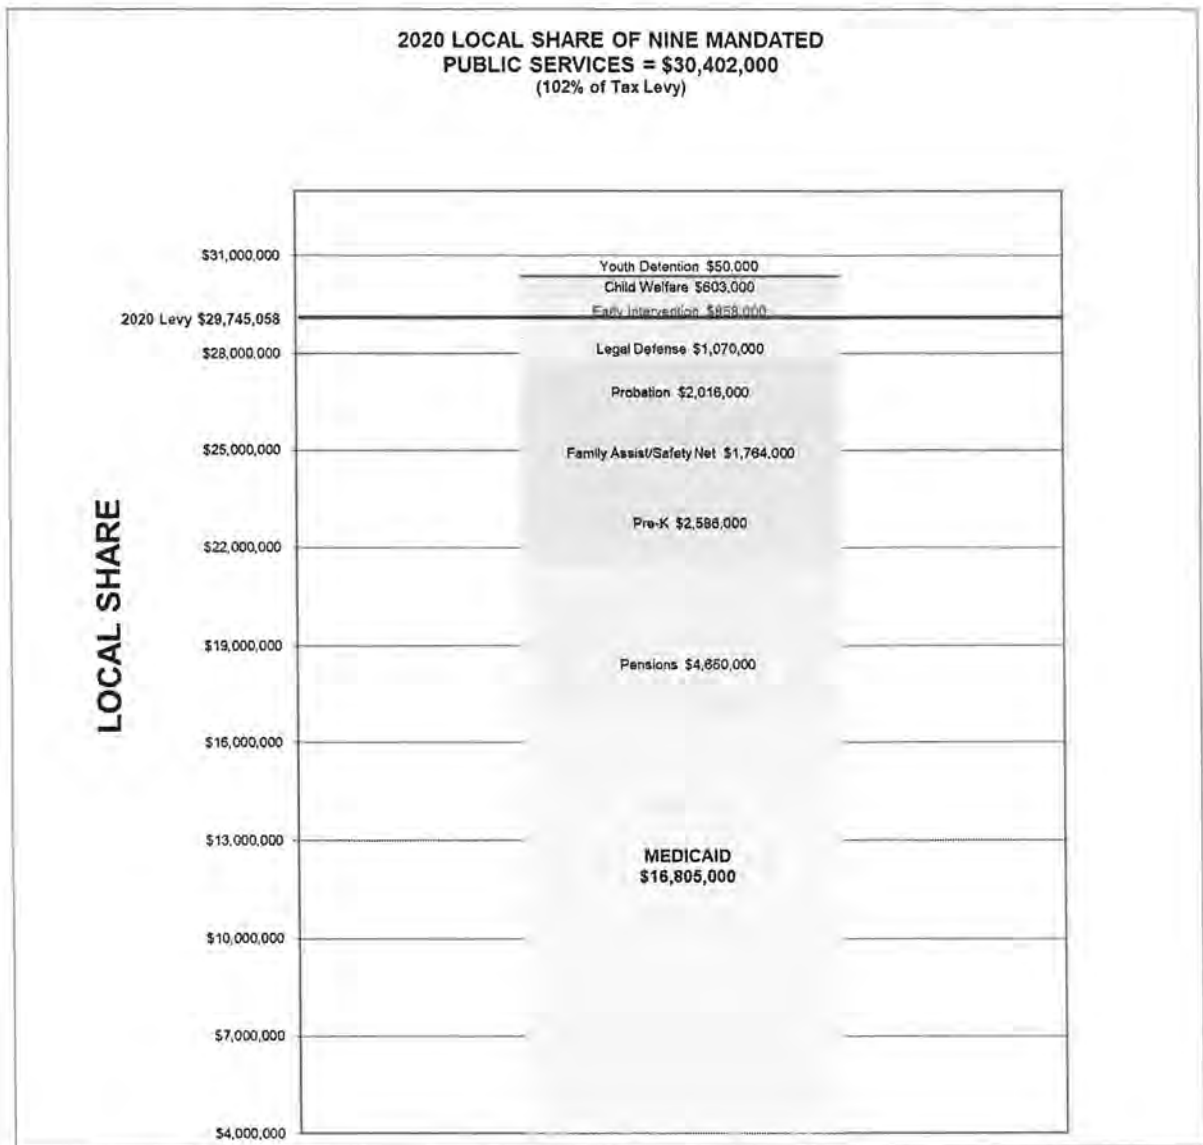 2020 LOCAL SHARE OF NINE MANDATED
PUBLIC SERVICES = $30,402,000
(102% of Tax Levy)
LOCAL SHARE
$31,000,000
Youth Detention $50,000
Child Welfare $603,000
Early Intervention $858,000
2020 Levy $29,745,058
$28,000,000
Legal Defense $1,070,000
Probation $2,016,000
$25,000,000
Family Assist/Safety Net $1,764,000
Pre-K $2,586,000
$22,000,000
$19,000,000
Pensions $4,650,000
$16,000,000
$13,000,000
MEDICAID
$16,805,000
$10,000,000
$7,000,000
$4,000,000